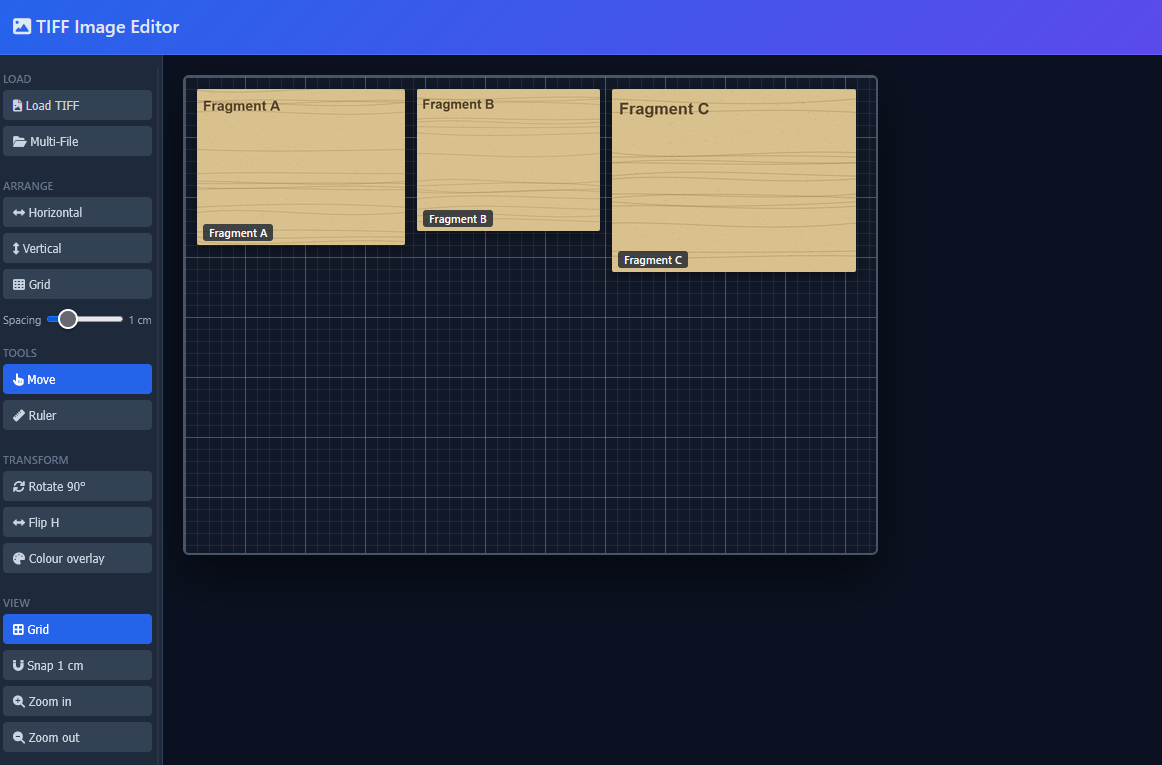 TIFF Image Editor
LOAD
Load TIFF
Multi-File
ARRANGE
Horizontal
Vertical
Grid
Spacing 1 cm
TOOLS
Move
Ruler
TRANSFORM
Rotate 90°
Flip H
Colour overlay
VIEW
Grid
Snap 1 cm
Zoom in
Zoom out
Fragment A
Fragment A
Fragment B
Fragment B
Fragment C
Fragment C